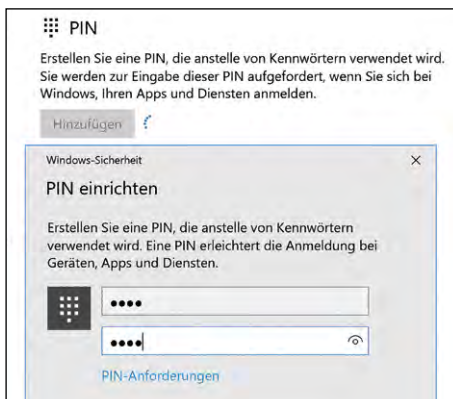 PIN
Erstellen Sie eine PIN, die anstelle von Kennwörtern verwendet wird.
Sie werden zur Eingabe dieser PIN aufgefordert, wenn Sie sich bei
Windows, Ihren Apps und Diensten anmelden.
Hinzufügen
Windows-Sicherheit
PIN einrichten
Erstellen Sie eine PIN, die anstelle von Kennwörtern
verwendet wird. Eine PIN erleichtert die Anmeldung bei
Geräten, Apps und Diensten.
••••
••••
PIN-Anforderungen